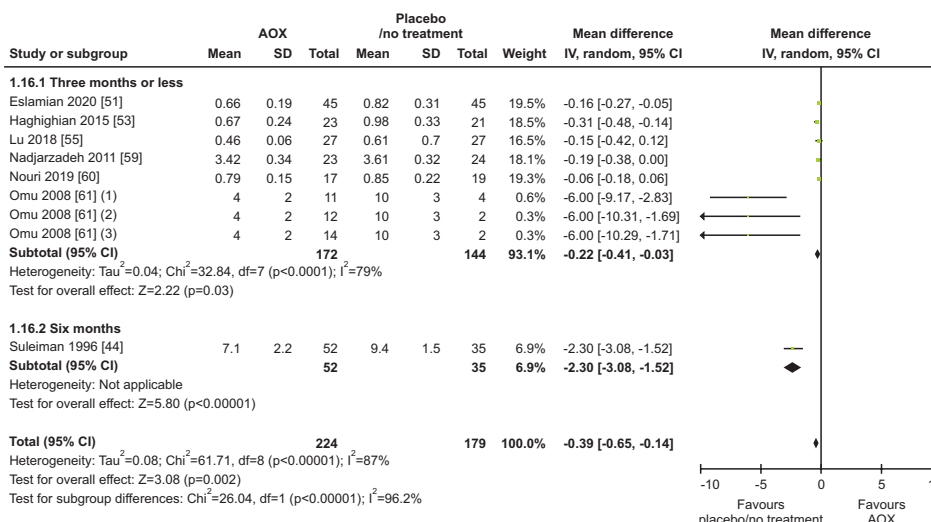 AOX Placebo /no treatment Mean difference Mean difference
Study or subgroup Mean SD Total Mean SD Total Weight IV, random, 95% CI IV, random, 95% CI
1.16.1 Three months or less
Eslamian 2020 [51] 0.66 0.19 45 0.82 0.31 45 19.5% -0.16 [-0.27, -0.05]
Haghighian 2015 [53] 0.67 0.24 23 0.98 0.33 21 18.5% -0.31 [-0.48, -0.14]
Lu 2018 [55] 0.46 0.06 27 0.61 0.7 27 16.5% -0.15 [-0.42, 0.12]
Nadjarzadeh 2011 [59] 3.42 0.34 23 3.61 0.32 24 18.1% -0.19 [-0.38, 0.00]
Nouri 2019 [60] 0.79 0.15 17 0.85 0.22 19 19.3% -0.06 [-0.18, 0.06]
Omu 2008 [61] (1) 4 2 11 10 3 4 0.6% -6.00 [-9.17, -2.83]
Omu 2008 [61] (2) 4 2 12 10 3 2 0.3% -6.00 [-10.31, -1.69]
Omu 2008 [61] (3) 4 2 14 10 3 2 0.3% -6.00 [-10.29, -1.71]
Subtotal (95% CI) 172 144 93.1% -0.22 [-0.41, -0.03]
Heterogeneity: Tau²=0.04; Chi²=32.84, df=7 (p<0.0001); I²=79%
Test for overall effect: Z=2.22 (p=0.03)
1.16.2 Six months
Suleiman 1996 [44] 7.1 2.2 52 9.4 1.5 35 6.9% -2.30 [-3.08, -1.52]
Subtotal (95% CI) 52 35 6.9% -2.30 [-3.08, -1.52]
Heterogeneity: Not applicable
Test for overall effect: Z=5.80 (p<0.00001)
Total (95% CI) 224 179 100.0% -0.39 [-0.65, -0.14]
Heterogeneity: Tau²=0.08; Chi²=61.71, df=8 (p<0.00001); I²=87%
Test for overall effect: Z=3.08 (p=0.002)
Test for subgroup differences: Chi²=26.04, df=1 (p<0.00001); I²=96.2%
-10 -5 0 5
Favours Favours
placebo/no treatment AOX